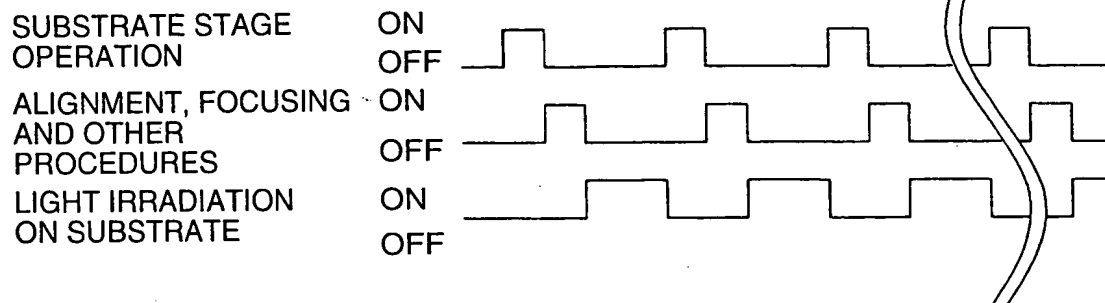 SUBSTRATE STAGE OPERATION ON OFF
ALIGNMENT, FOCUSING AND OTHER PROCEDURES ON OFF
LIGHT IRRADIATION ON SUBSTRATE ON OFF